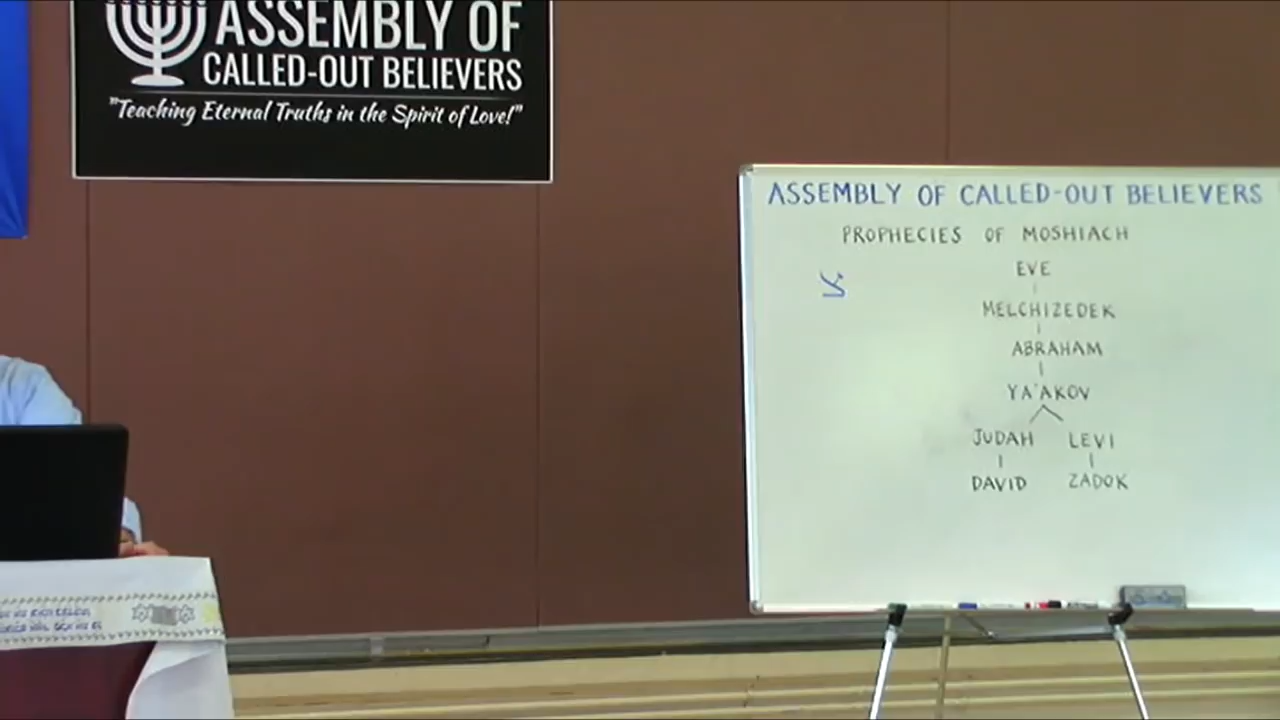 ASSEMBLY OF
CALLED-OUT BELIEVERS
"Teaching Eternal Truths in the Spirit of Love!"
ASSEMBLY OF CALLED-OUT BELIEVERS
PROPHECIES OF MOSHIACH
צ
EVE
MELCHIZEDEK
ABRAHAM
YA'AKOV
JUDAH LEVI
DAVID ZADOK